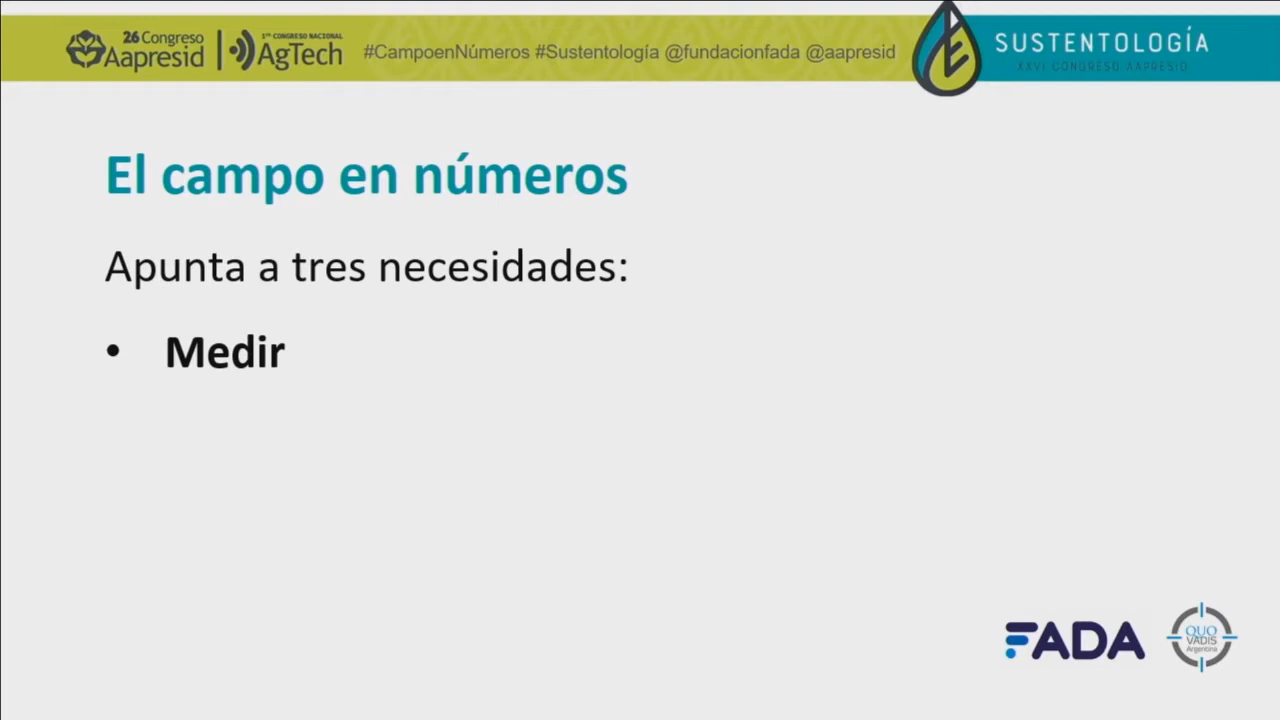 26 Congreso Aapresid
1er CONGRESO NACIONAL AgTech
#CampoenNúmeros #Sustentología @fundacionfada @aapresid
SUSTENTOLOGÍA
XXVI CONGRESO AAPRESID
El campo en números
Apunta a tres necesidades:
• Medir
FADA
QUO
VADIS
Argentina